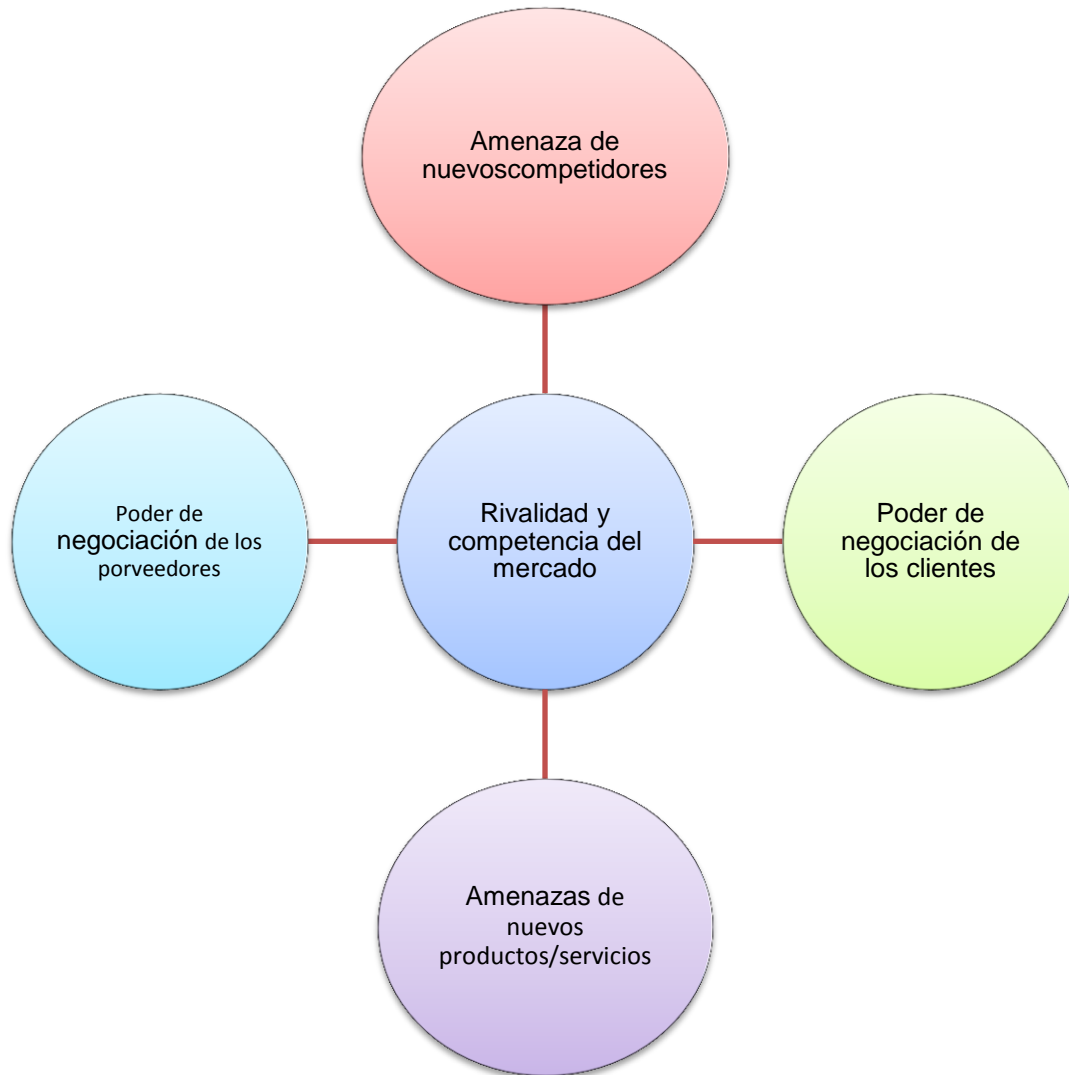 Amenaza de
nuevoscompetidores
Poder de
negociación de los
porveedores
Rivalidad y
competencia del
mercado
Poder de
negociación de
los clientes
Amenazas de
nuevos
productos/servicios